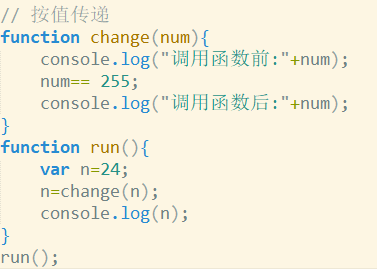 // 按值传递
function change(num){
    console.log("调用函数前:"+num);
    num== 255;
    console.log("调用函数后:"+num);
}
function run(){
    var n=24;
    n=change(n);
    console.log(n);
}
run();